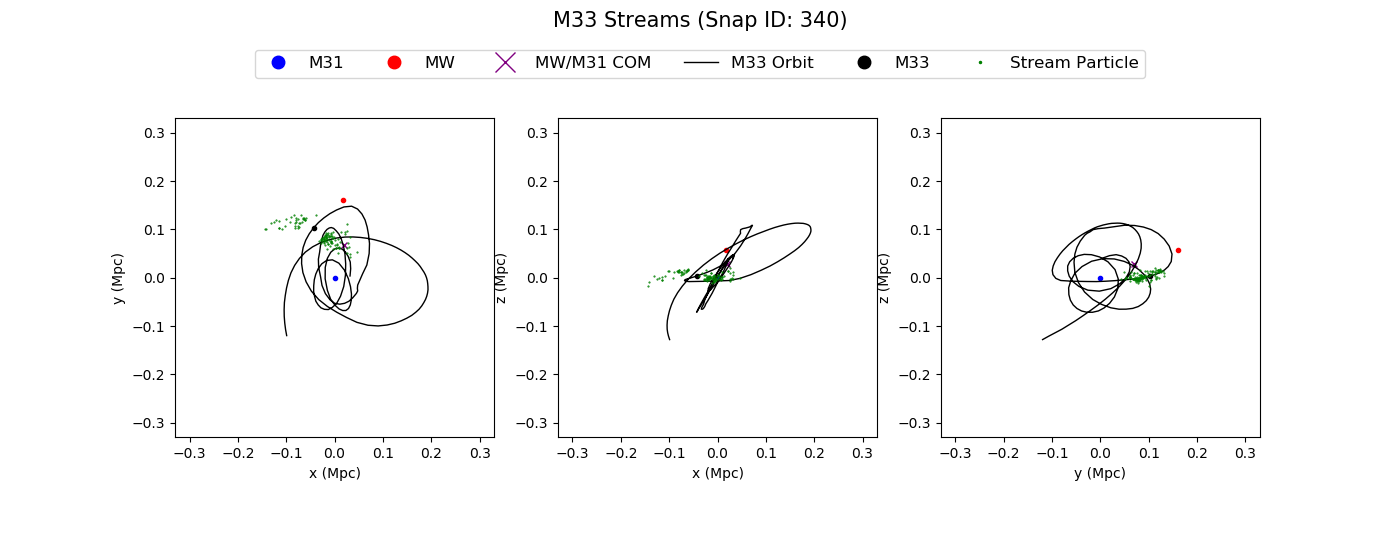 M33 Streams (Snap ID: 340)
M31 MW MW/M31 COM M33 Orbit M33 Stream Particle
0.3 0.3 0.3
0.2 0.2 0.2
0.1 0.1 0.1
0.0 0.0 0.0
−0.1 −0.1 −0.1
−0.2 −0.2 −0.2
−0.3 −0.3 −0.3
y (Mpc) z (Mpc) z (Mpc)
−0.3 −0.2 −0.1 0.0 0.1 0.2 0.3 −0.3 −0.2 −0.1 0.0 0.1 0.2 0.3 −0.3 −0.2 −0.1 0.0 0.1 0.2 0.3
x (Mpc) x (Mpc) y (Mpc)